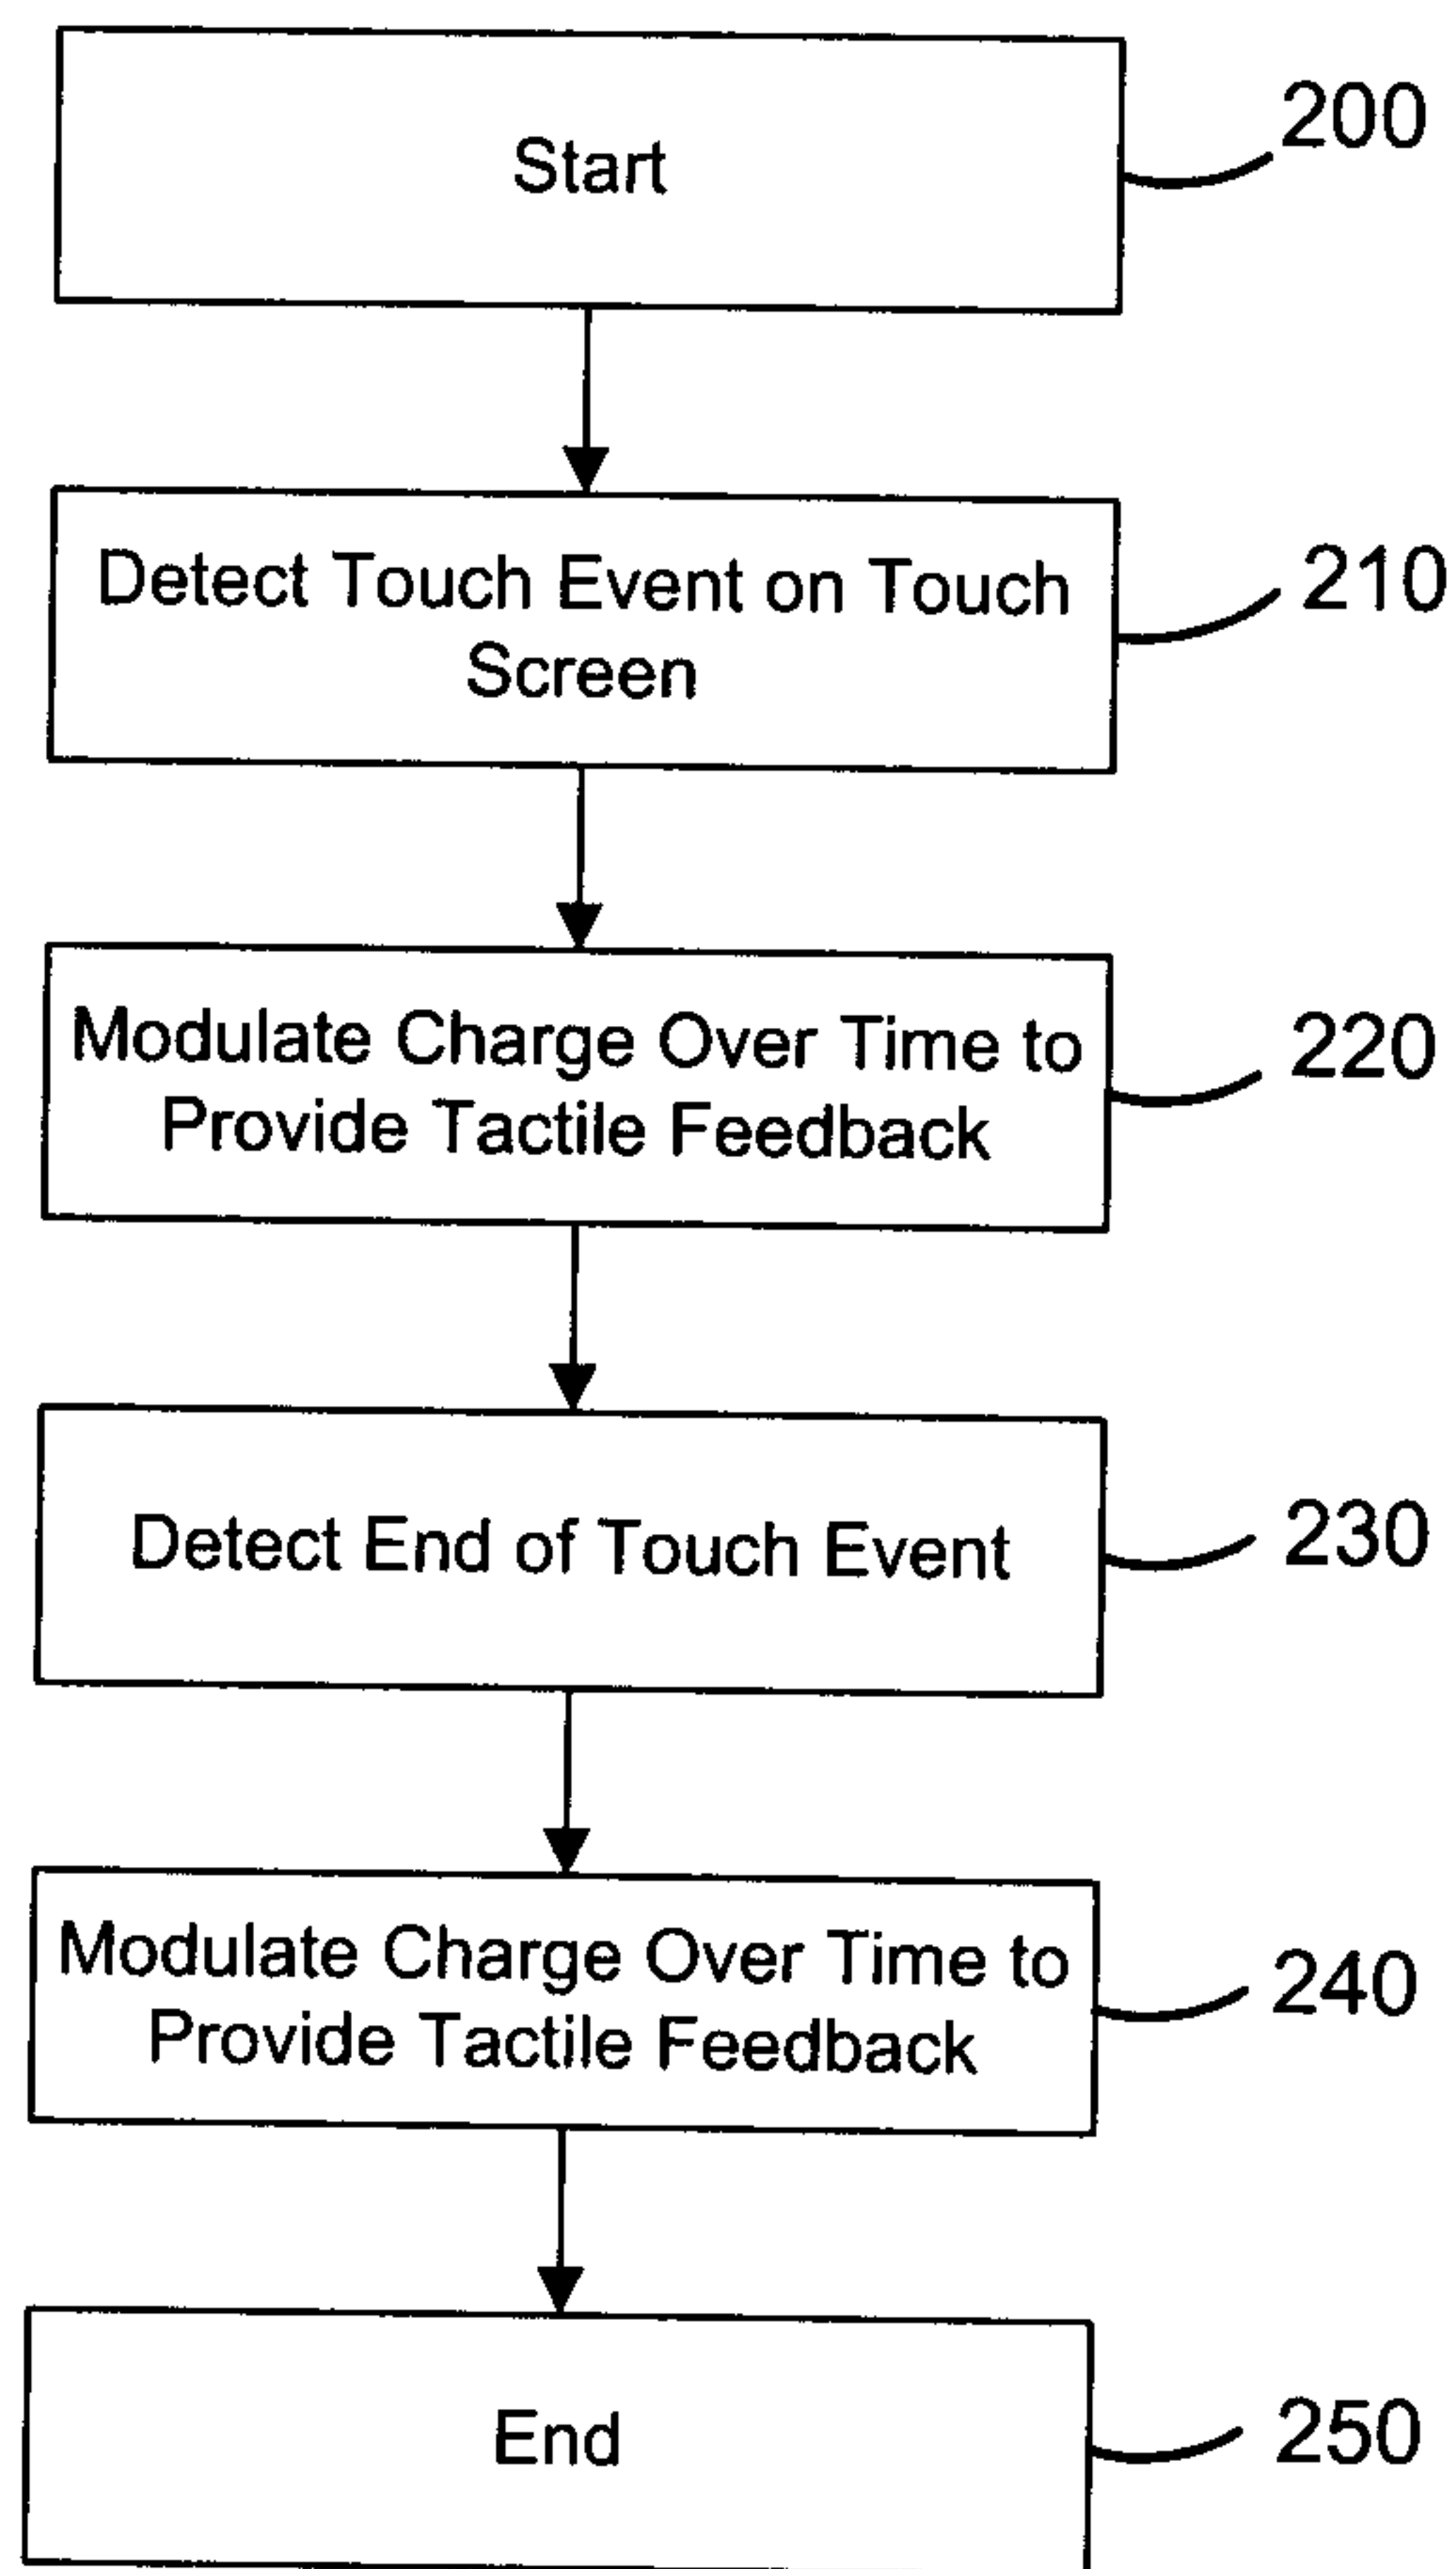 Start
200
Detect Touch Event on Touch
Screen
210
Modulate Charge Over Time to
Provide Tactile Feedback
220
Detect End of Touch Event
230
Modulate Charge Over Time to
Provide Tactile Feedback
240
End
250